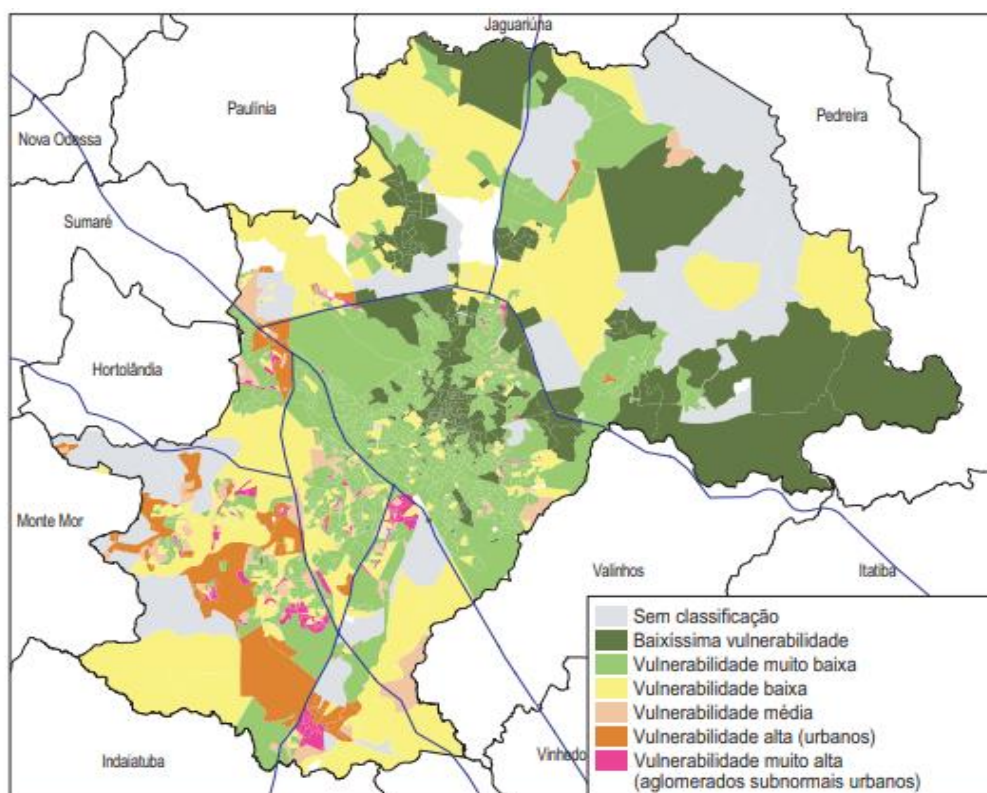 Jaguariúna
Paulínia
Pedreira
Nova Odessa
Sumaré
Hortolândia
Monte Mor
Valinhos
Itatiba
Indaiatuba
Vinhedo
Sem classificação
Baixíssima vulnerabilidade
Vulnerabilidade muito baixa
Vulnerabilidade baixa
Vulnerabilidade média
Vulnerabilidade alta (urbanos)
Vulnerabilidade muito alta
(aglomerados subnormais urbanos)